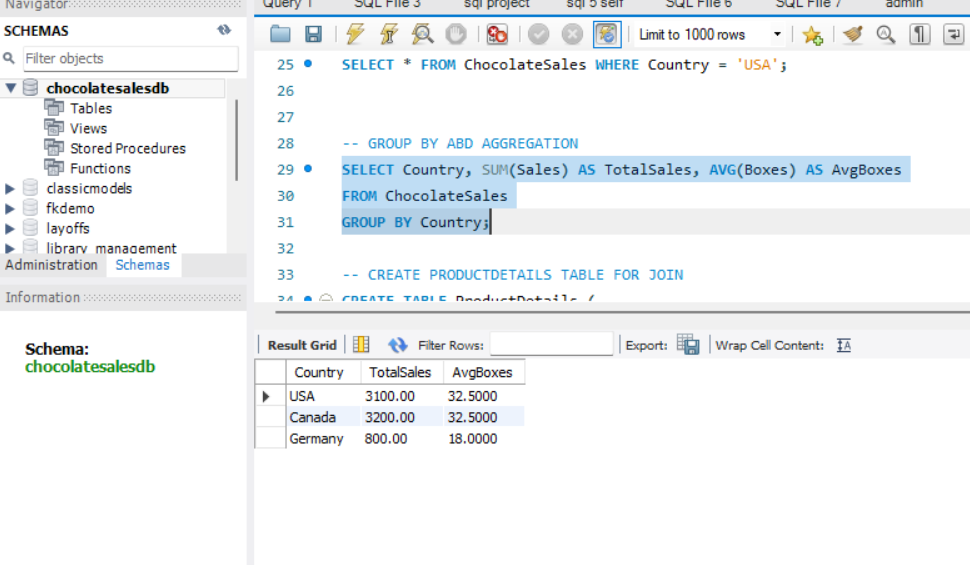 Navigator
Query 1 SQL File 3 sql project sql 5 self SQL File 6 SQL File 7 admin
SCHEMAS
Filter objects
chocolatesalesdb
Tables
Views
Stored Procedures
Functions
classicmodels
fkdemo
layoffs
library_management
Administration Schemas
Information
Schema:
chocolatesalesdb
Limit to 1000 rows
25 SELECT * FROM ChocolateSales WHERE Country = 'USA';
26
27
28 -- GROUP BY ABD AGGREGATION
29 SELECT Country, SUM(Sales) AS TotalSales, AVG(Boxes) AS AvgBoxes
30 FROM ChocolateSales
31 GROUP BY Country;
32
33 -- CREATE PRODUCTDETAILS TABLE FOR JOIN
34 CREATE TABLE ProductDetails (
Result Grid Filter Rows: Export: Wrap Cell Content:
Country TotalSales AvgBoxes
USA 3100.00 32.5000
Canada 3200.00 32.5000
Germany 800.00 18.0000